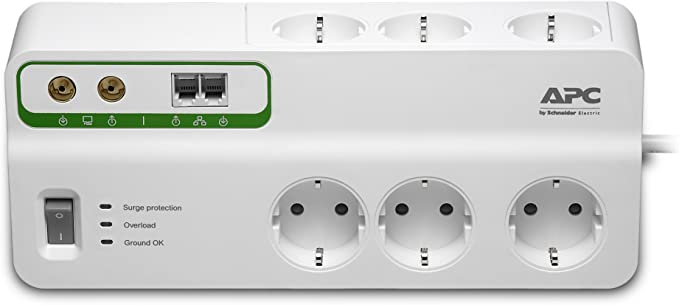 APC
by Schneider Electric
Surge protection
Overload
Ground OK